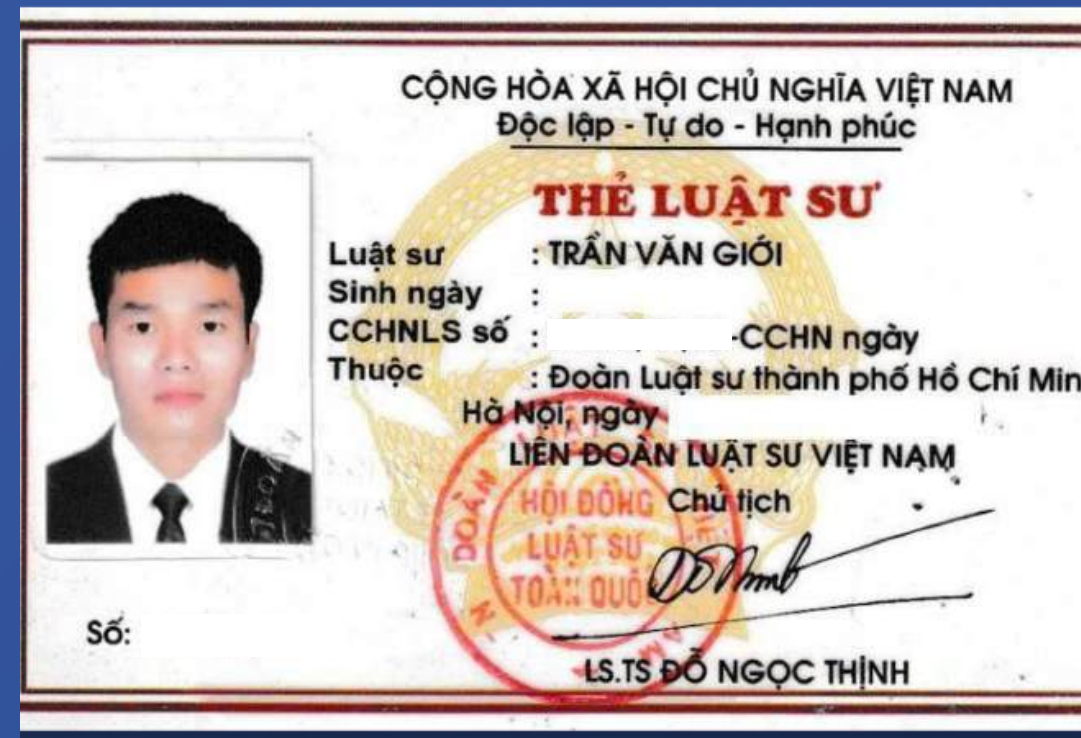 CỘNG HÒA XÃ HỘI CHỦ NGHĨA VIỆT NAM
Độc lập - Tự do - Hạnh phúc
THẺ LUẬT SƯ
Luật sư : TRẦN VĂN GIỚI
Sinh ngày :
CCHNLS số : -CCHN ngày
Thuộc : Đoàn Luật sư thành phố Hồ Chí Min
Hà Nội, ngày
LIÊN ĐOÀN LUẬT SƯ VIỆT NAM
Chủ tịch
HỘI ĐỒNG
LUẬT SƯ
TOÀN QUỐC
Số:
LS.TS ĐỖ NGỌC THỊNH